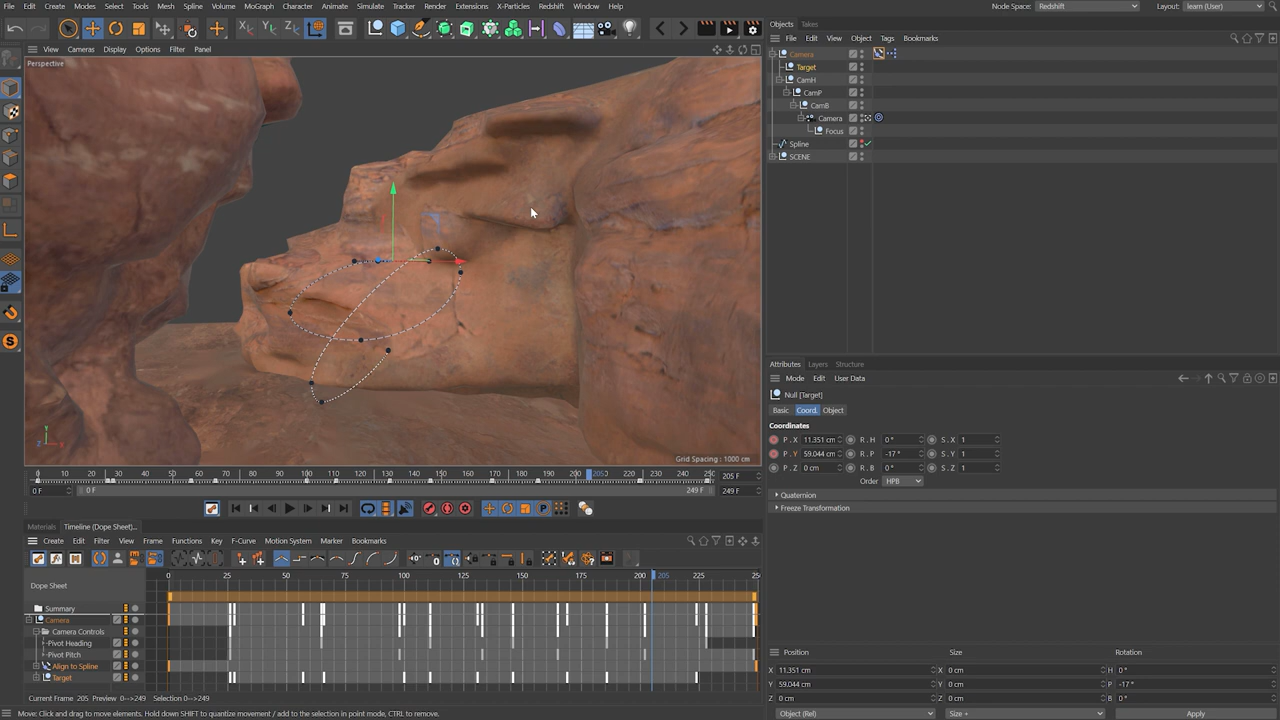 File Edit Create Modes Select Tools Mesh Spline Volume MoGraph Character Animate Simulate Tracker Render Extensions X-Particles Redshift Window Help Node Space: Redshift Layout: learn (User)
View Cameras Display Options Filter Panel
Perspective
Grid Spacing : 1000 cm
Objects Takes
File Edit View Object Tags Bookmarks
Camera
Target
CamH
CamP
CamB
Camera
Focus
Spline
SCENE
Attributes Layers Structure
Mode Edit User Data
Null [Target]
Basic Coord. Object
Coordinates
P . X 11.351 cm R . H 0 ° S . X 1
P . Y 59.044 cm R . P -17 ° S . Y 1
P . Z 0 cm R . B 0 ° S . Z 1
Order HPB
Quaternion
Freeze Transformation
0 10 20 30 40 50 60 70 80 90 100 110 120 130 140 150 160 170 180 190 200 2050 220 230 240 205 F
0 F 0 F 249 F 249 F
Materials Timeline (Dope Sheet)...
Create Edit Filter View Frame Functions Key F-Curve Motion System Marker Bookmarks
Dope Sheet 0 25 50 75 100 125 150 175 200 205 225
Summary
Camera
Camera Controls
Pivot Heading
Pivot Pitch
Align to Spline
Target
Current Frame 205 Preview 0-->249 Selection 0-->249
Position Size Rotation
X 11.351 cm X 0 cm H 0 °
Y 59.044 cm Y 0 cm P -17 °
Z 0 cm Z 0 cm B 0 °
Object (Rel) Size + Apply
Move: Click and drag to move elements. Hold down SHIFT to quantize movement / add to the selection in point mode, CTRL to remove.